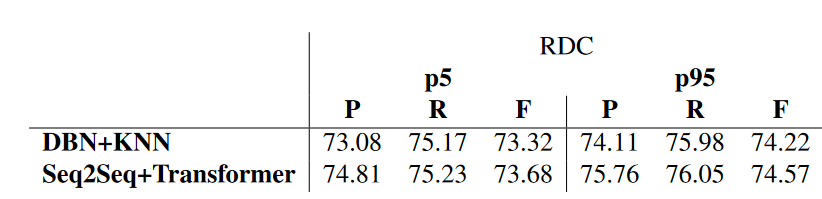 RDC
p5 p95
P R F P R F
DBN+KNN 73.08 75.17 73.32 74.11 75.98 74.22
Seq2Seq+Transformer 74.81 75.23 73.68 75.76 76.05 74.57